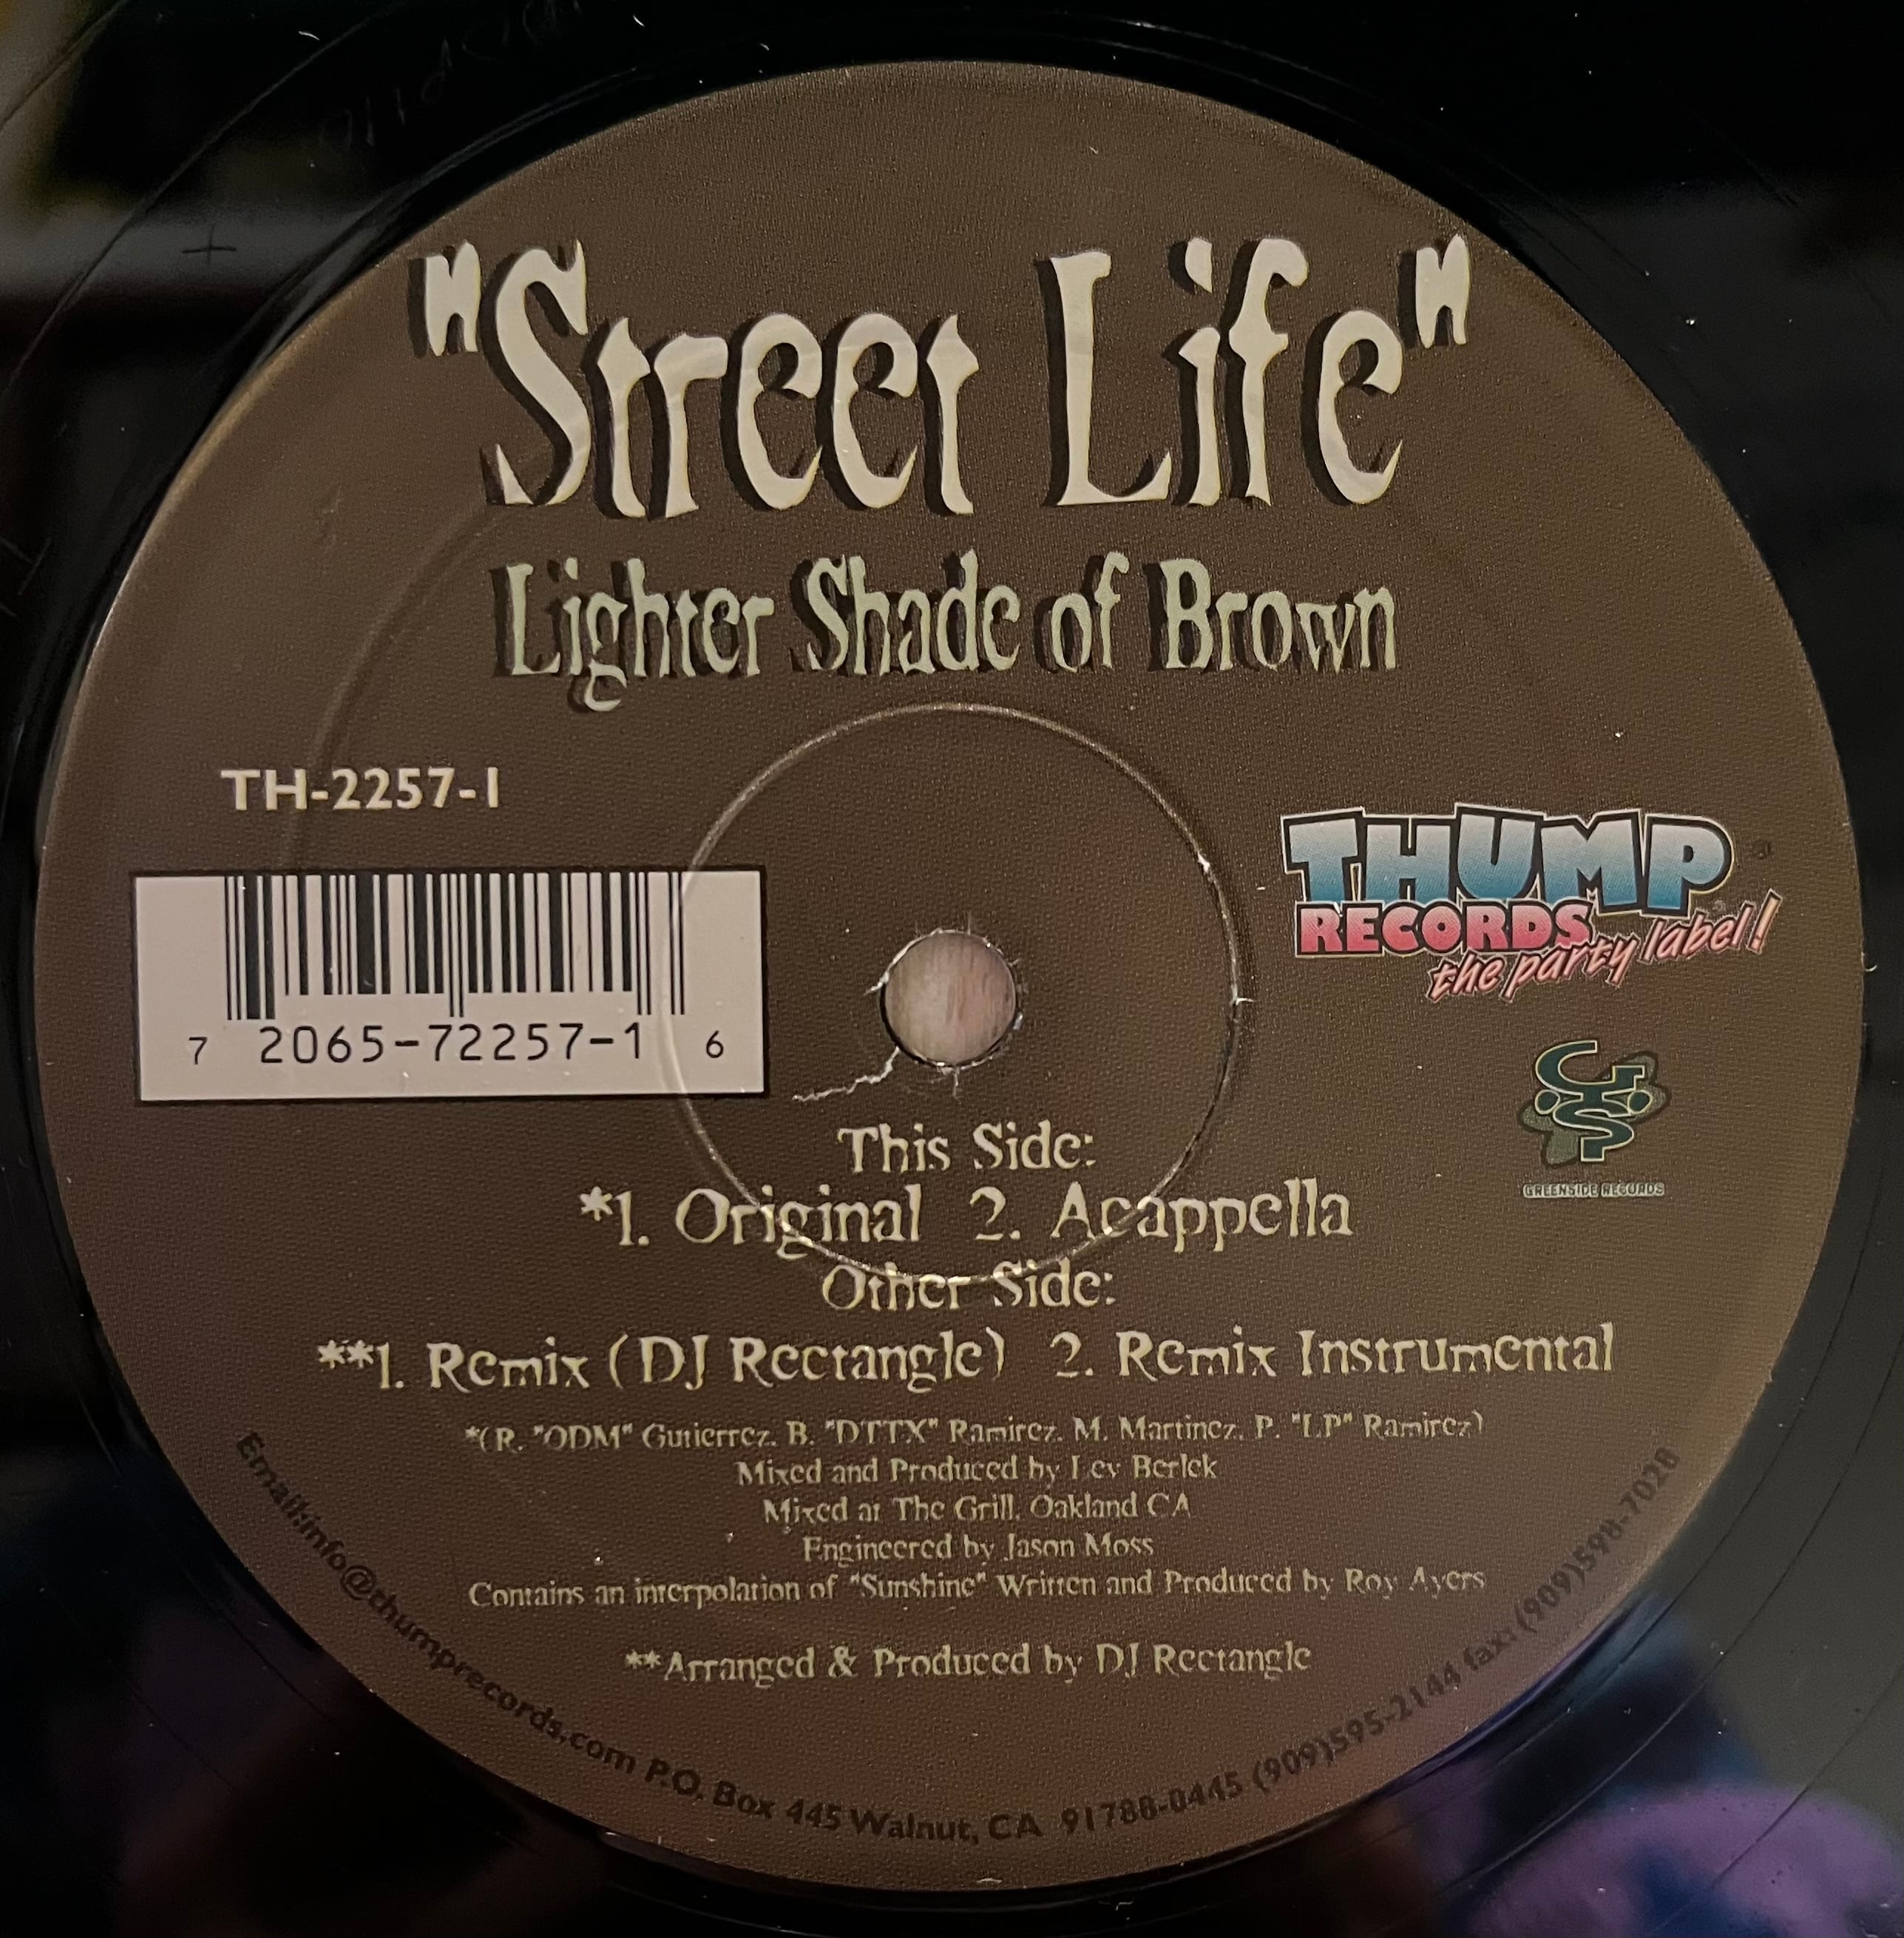 "Street Life"
Lighter Shade of Brown
TH-2257-1
THUMP
RECORDS
the party label!
7 2065-72257-1 6
GREENSIDE RECORDS
This Side:
*1. Original 2. Acappella
Other Side:
**1. Remix (DJ Rectangle) 2. Remix Instrumental
*(R. "ODM" Gutierrez, B. "DTTX" Ramirez, M. Martinez, P. "LP" Ramirez)
Mixed and Produced by Lev Berlek
Mixed at The Grill, Oakland CA
Engineered by Jason Moss
Contains an interpolation of "Sunshine" Written and Produced by Roy Ayers
**Arranged & Produced by DJ Rectangle
Email:info@thumprecords.com P.O. Box 445 Walnut, CA 91788-0445 (909)595-2144 fax: (909)598-7028